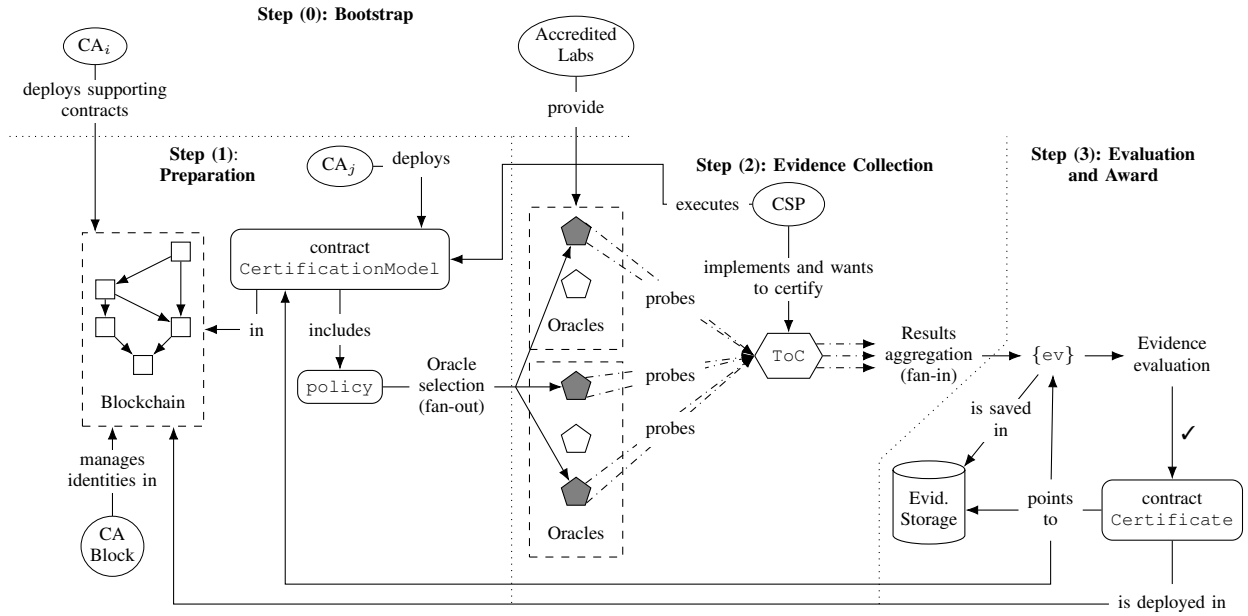 Step (0): Bootstrap
CAi
Accredited
Labs
deploys supporting
contracts
provide
Step (1):
Preparation
CAj
deploys
Step (2): Evidence Collection
Step (3): Evaluation
and Award
executes
CSP
contract
CertificationModel
implements and wants
to certify
probes
Oracles
in
includes
ToC
Results
aggregation
(fan-in)
{ev}
Evidence
evaluation
policy
Oracle
selection
(fan-out)
probes
Blockchain
is saved
in
probes
✓
manages
identities in
Evid.
Storage
points
to
contract
Certificate
Oracles
CA
Block
is deployed in